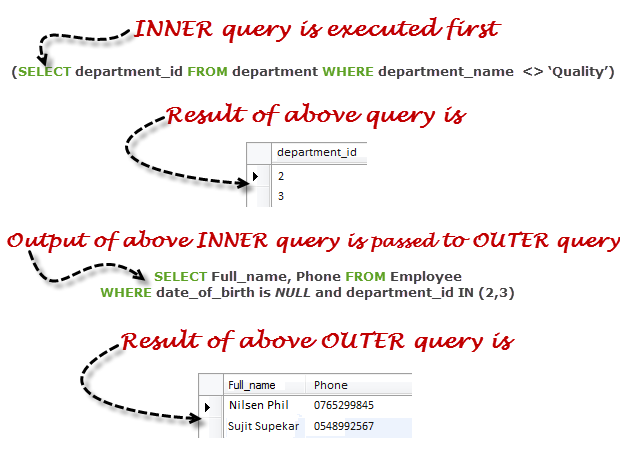 INNER query is executed first
(SELECT department_id FROM department WHERE department_name <> ‘Quality’)
Result of above query is
department_id
2
3
Output of above INNER query is passed to OUTER query
SELECT Full_name, Phone FROM Employee
WHERE date_of_birth is NULL and department_id IN (2,3)
Result of above OUTER query is
Full_name Phone
Nilsen Phil 0765299845
Sujit Supekar 0548992567